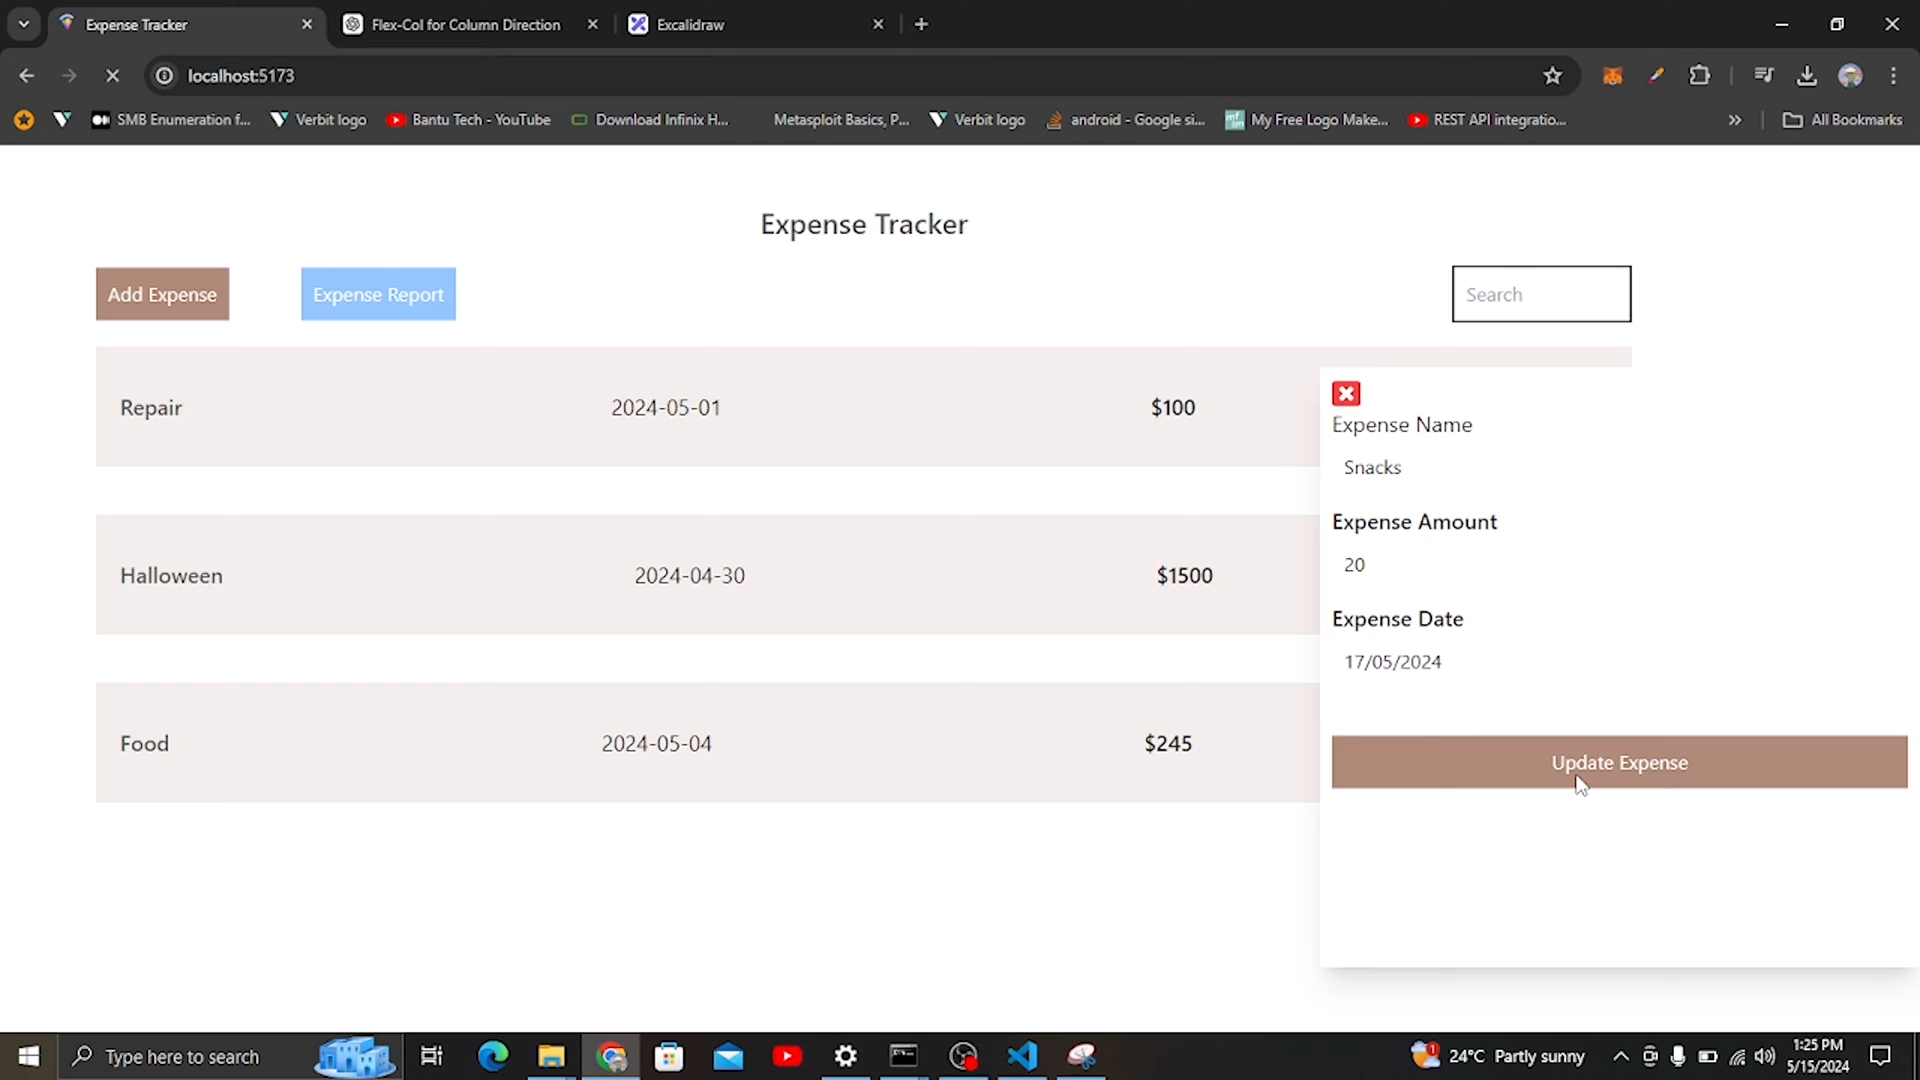 Expense Tracker
Flex-Col for Column Direction
Excalidraw
localhost:5173
SMB Enumeration f...
Verbit logo
Bantu Tech - YouTube
Download Infinix H...
Metasploit Basics, P...
Verbit logo
android - Google si...
My Free Logo Make...
REST API integratio...
All Bookmarks
Expense Tracker
Add Expense
Expense Report
Search
Repair
2024-05-01
$100
Halloween
2024-04-30
$1500
Food
2024-05-04
$245
Expense Name
Snacks
Expense Amount
20
Expense Date
17/05/2024
Update Expense
Type here to search
24°C Partly sunny
1:25 PM
5/15/2024